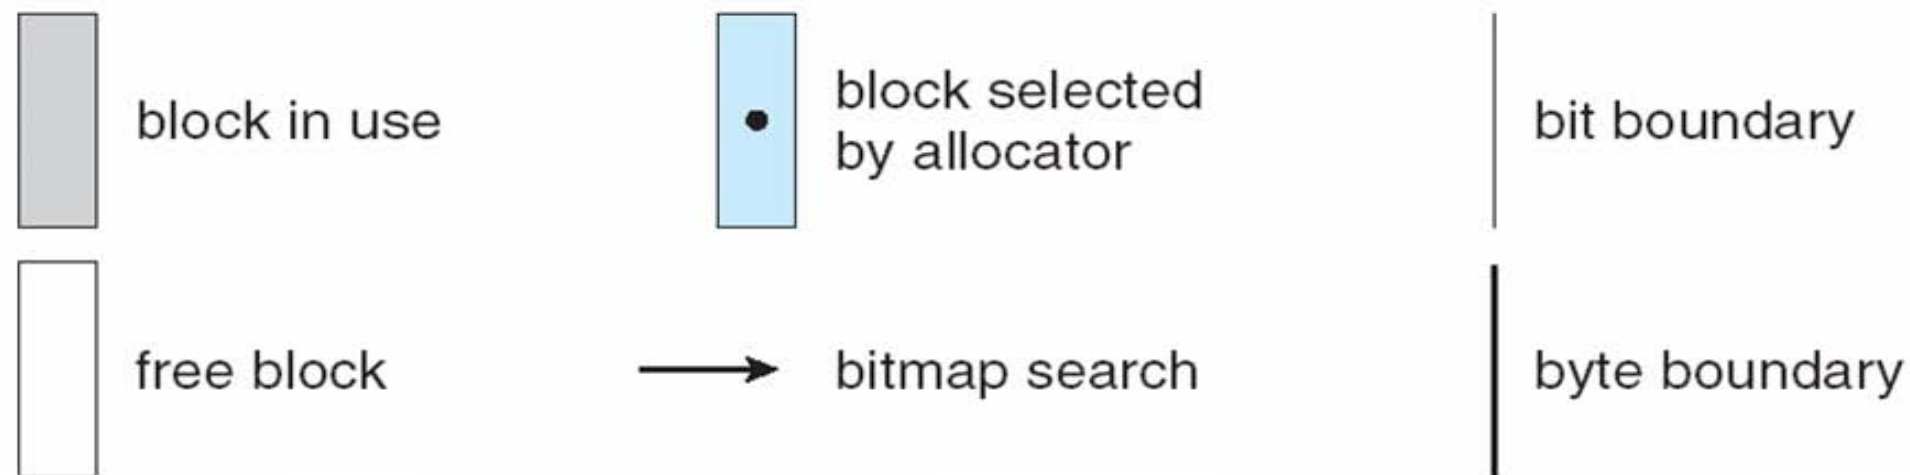 block in use
block selected
by allocator
bit boundary
free block
bitmap search
byte boundary